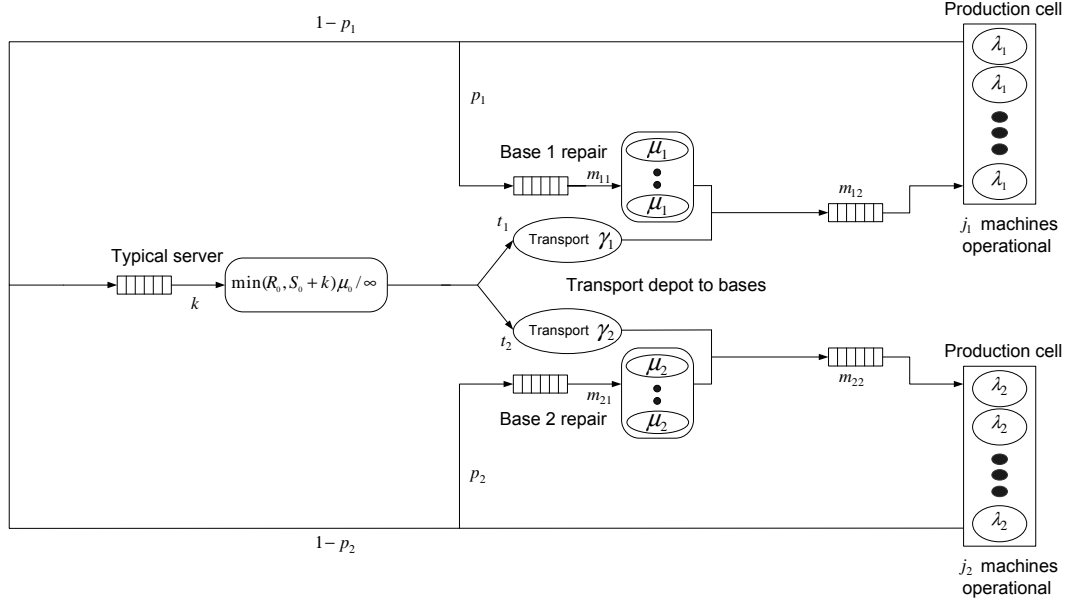 Production cell
1 − p₁
λ₁
λ₁
p₁
Base 1 repair
μ₁
m₁₁
μ₁
m₁₂
λ₁
t₁
Transport γ₁
j₁ machines
operational
Typical server
min(R₀, S₀ + k)μ₀ / ∞
k
Transport depot to bases
t₂
Transport γ₂
Production cell
μ₂
m₂₂
m₂₁
λ₂
Base 2 repair
μ₂
λ₂
p₂
λ₂
1 − p₂
j₂ machines
operational